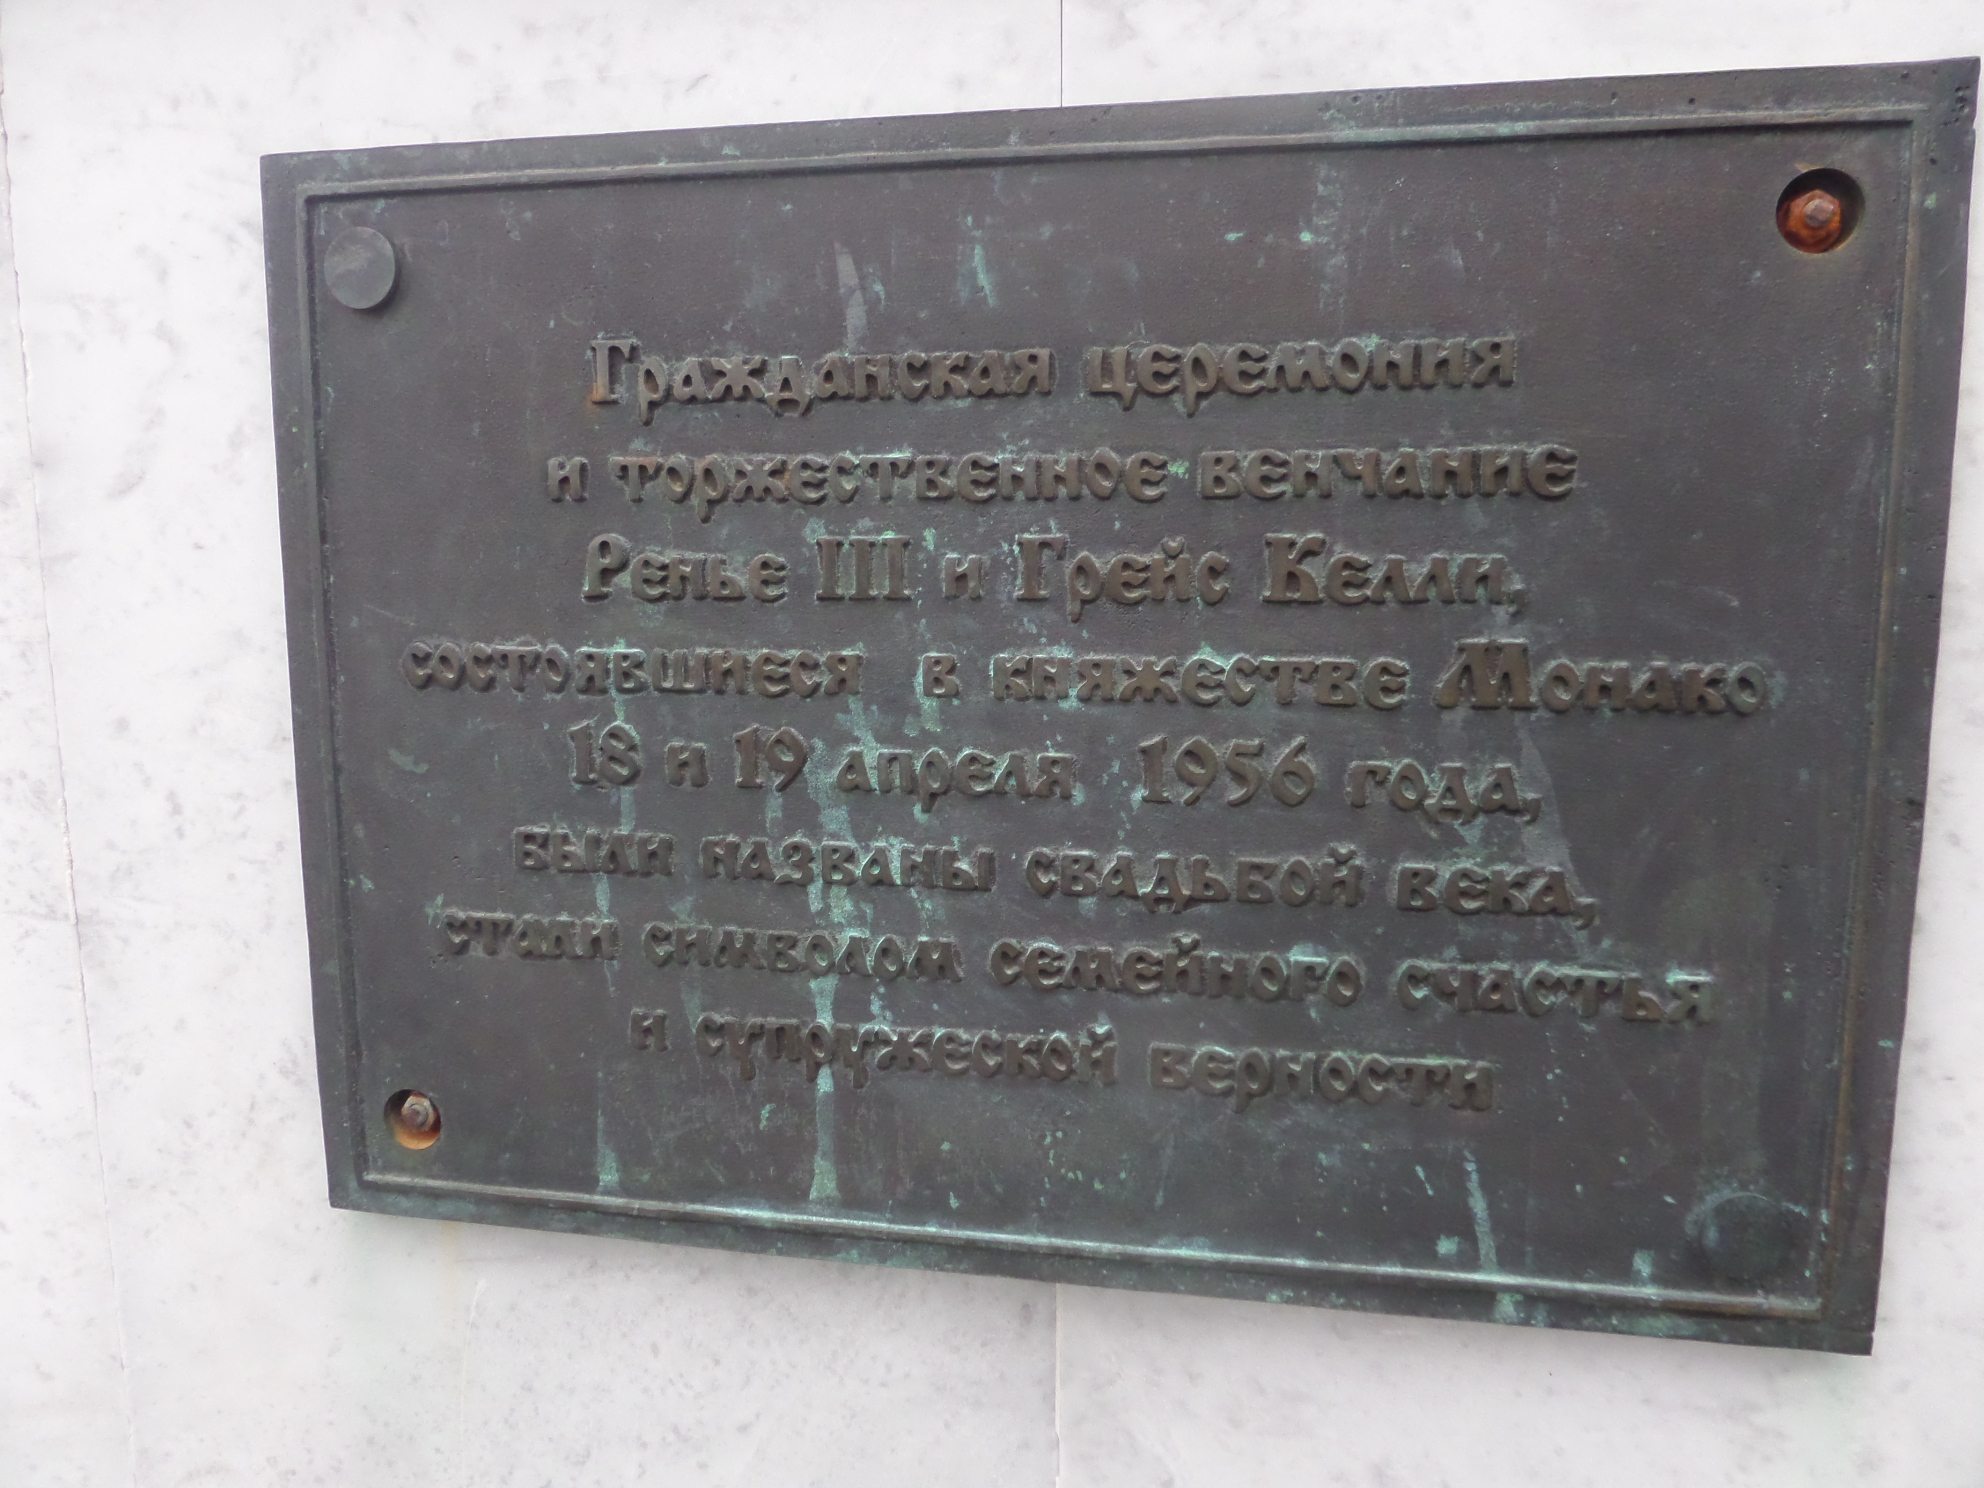 Гражданская церемония
и торжественное венчание
Ренье III и Грейс Келли,
состоявшиеся в княжестве Монако
18 и 19 апреля 1956 года,
были названы свадьбой века,
стали символом семейного счастья
и супружеской верности